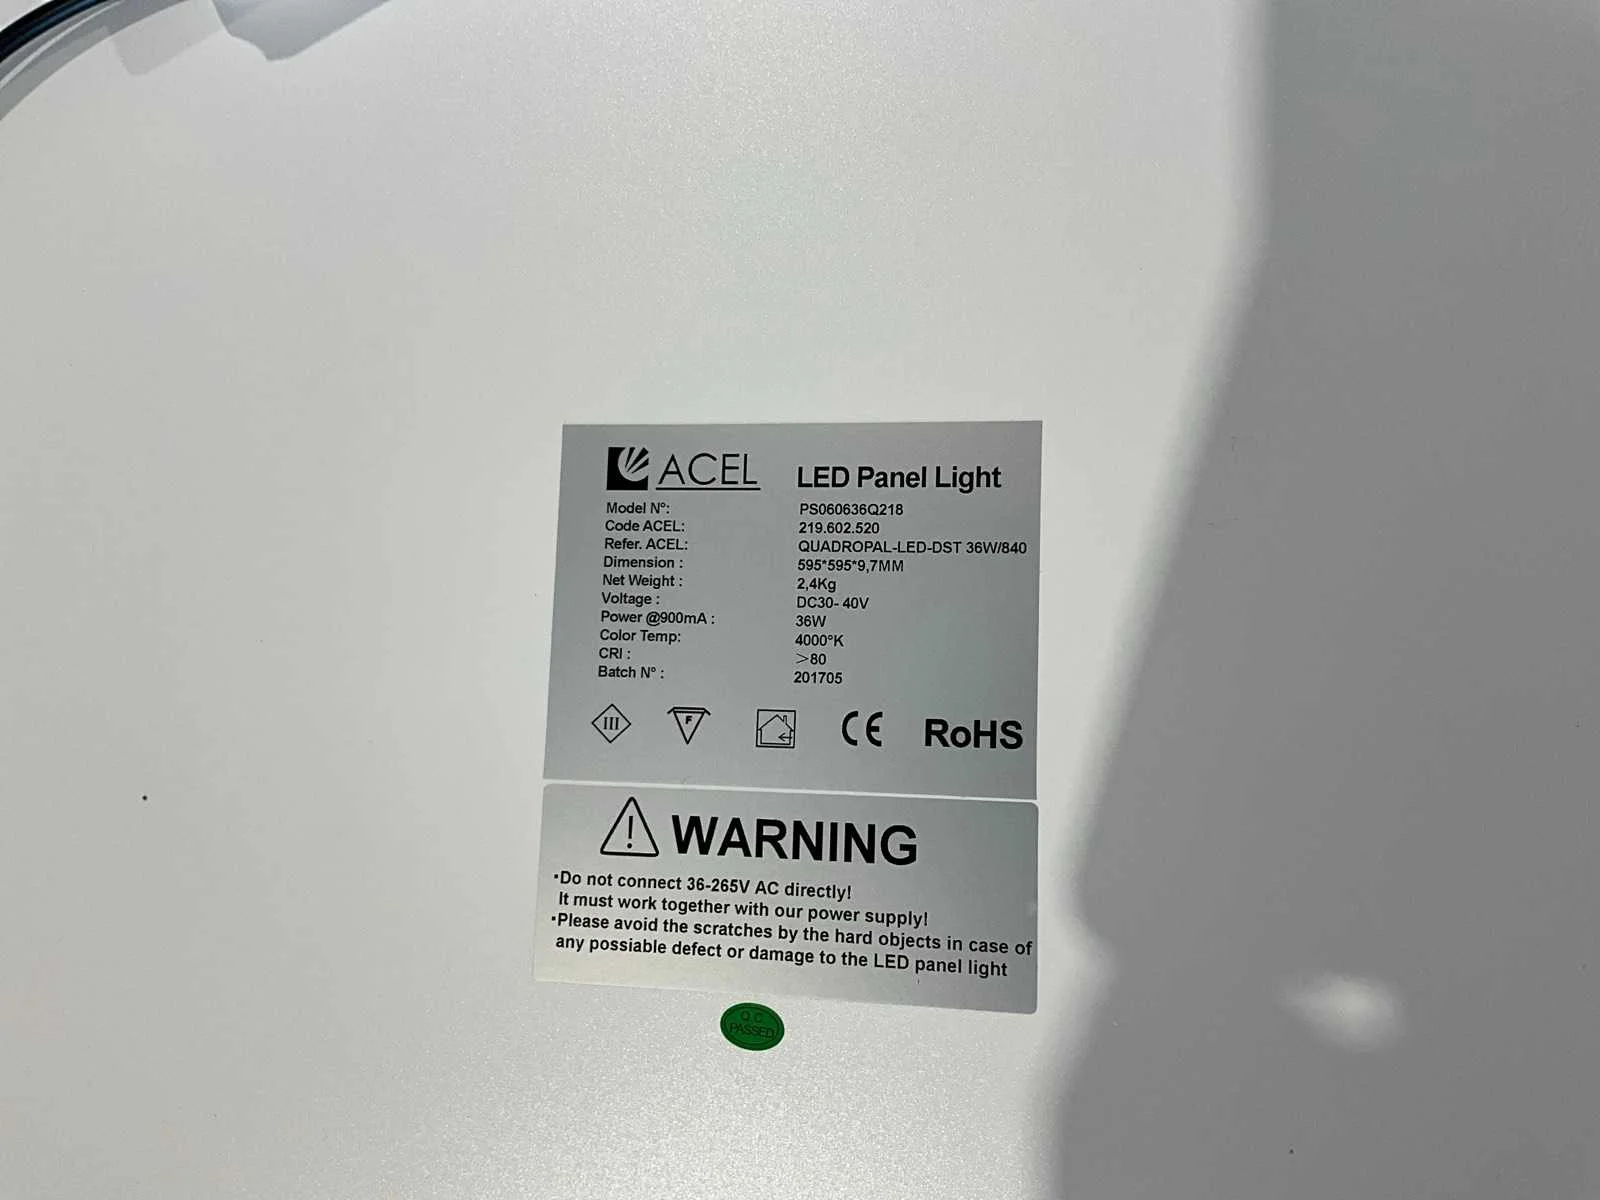 ACEL LED Panel Light
Model Nº: PS060636Q218
Code ACEL: 219.602.520
Refer. ACEL: QUADROPAL-LED-DST 36W/840
Dimension : 595*595*9,7MM
Net Weight : 2,4Kg
Voltage : DC30- 40V
Power @900mA : 36W
Color Temp: 4000°K
CRI : >80
Batch Nº : 201705
III F CE RoHS
WARNING
·Do not connect 36-265V AC directly!
It must work together with our power supply!
·Please avoid the scratches by the hard objects in case of
any possiable defect or damage to the LED panel light
Q.C
PASSED